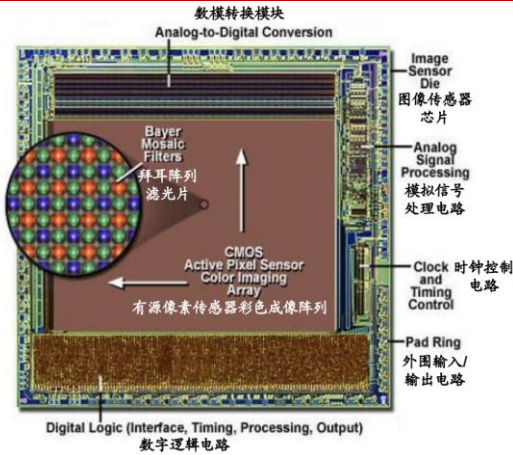 数模转换模块
Analog-to-Digital Conversion
Image
Sensor
Die
图像传感器
芯片
Bayer
Mosaic
Filters
拜耳阵列
滤光片
Analog
Signal
Processing
模拟信号
处理电路
CMOS
Active Pixel Sensor
Color Imaging
Array
有源像素传感器彩色成像阵列
Clock
and
Timing
Control
时钟控制
电路
Pad Ring
外围输入/
输出电路
Digital Logic (Interface, Timing, Processing, Output)
数字逻辑电路